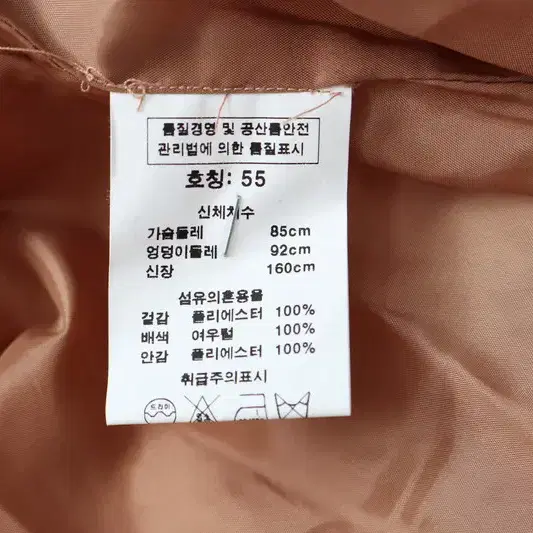 품질경영 및 공산품안전
관리법에 의한 품질표시
호칭: 55
신체치수
가슴둘레 85cm
엉덩이둘레 92cm
신장 160cm
섬유의혼용율
겉감 폴리에스터 100%
배색 여우털 100%
안감 폴리에스터 100%
취급주의표시
드라이